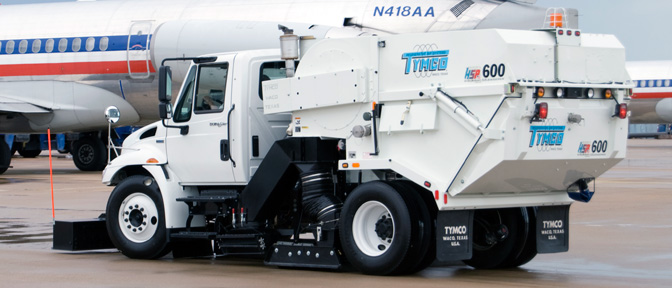 N418AA
TYMCO
HSP 600
TYMCO
HSP 600
TYMCO
WACO, TEXAS
U.S.A.
TYMCO
WACO, TEXAS
U.S.A.